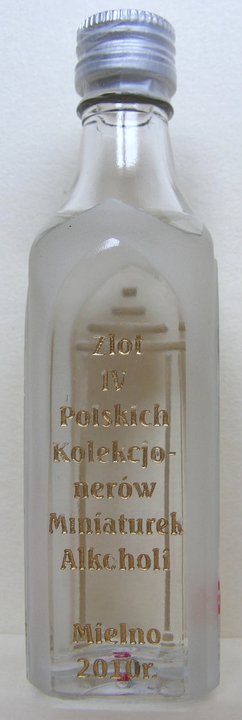 Zlot
IV
Polskich
Kolekcjo-
nerów
Miniaturek
Alkcholi
Mielno
2010r.